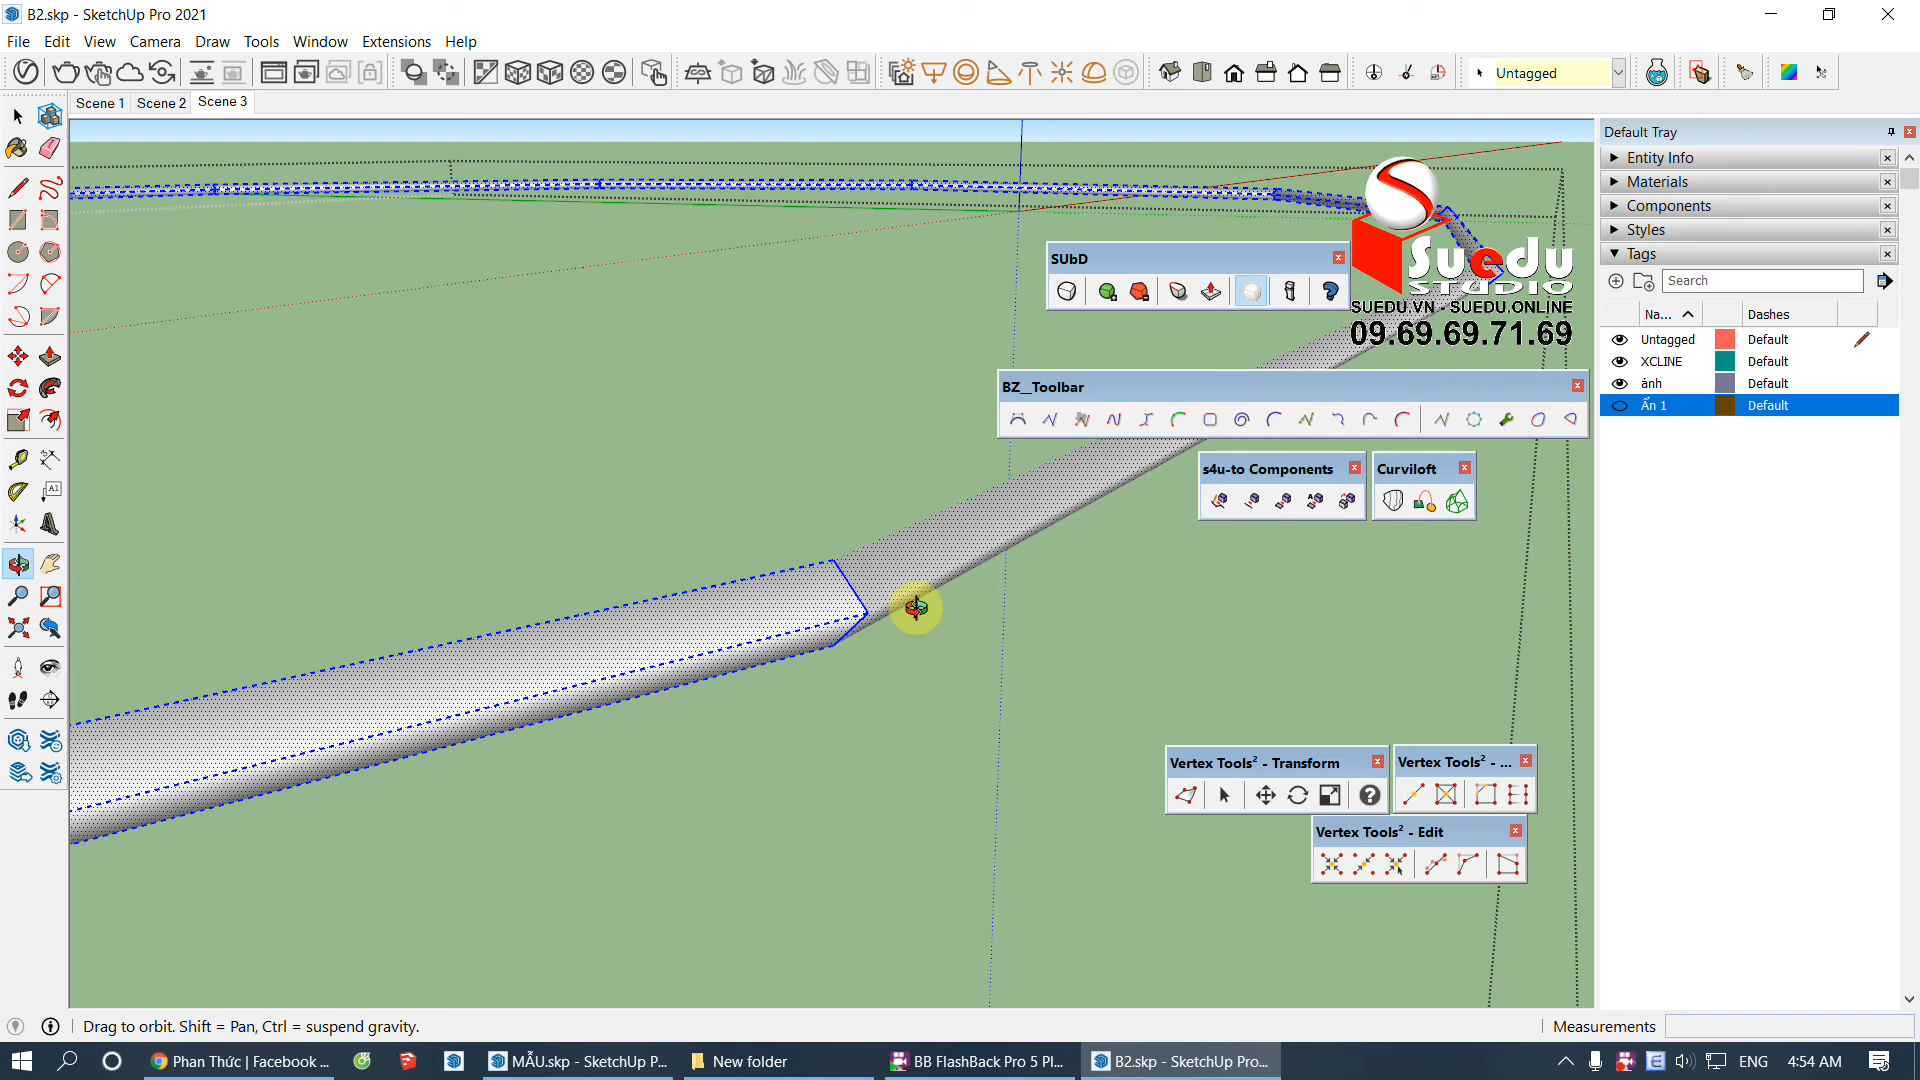 B2.skp - SketchUp Pro 2021
File Edit View Camera Draw Tools Window Extensions Help
Untagged
Scene 1 Scene 2 Scene 3
Default Tray
Entity Info
Materials
Components
Styles
Tags
Search
Na... Dashes
Untagged Default
XCLINE Default
ảnh Default
Ẩn 1 Default
SUbD
Suedu
STUDIO
SUEDU.VN - SUEDU.ONLINE
09.69.69.71.69
BZ__Toolbar
s4u-to Components
Curviloft
Vertex Tools² - Transform
Vertex Tools² - ...
Vertex Tools² - Edit
Drag to orbit. Shift = Pan, Ctrl = suspend gravity.
Measurements
Phan Thức | Facebook ...
MẪU.skp - SketchUp P...
New folder
BB FlashBack Pro 5 Pl...
B2.skp - SketchUp Pro...
ENG
4:54 AM